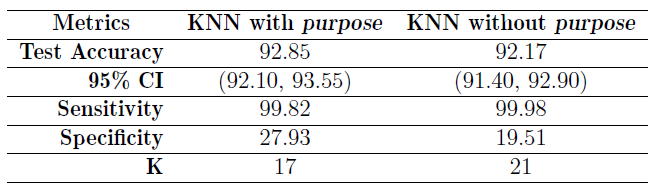 Metrics KNN with purpose KNN without purpose
Test Accuracy 92.85 92.17
95% CI (92.10, 93.55) (91.40, 92.90)
Sensitivity 99.82 99.98
Specificity 27.93 19.51
K 17 21